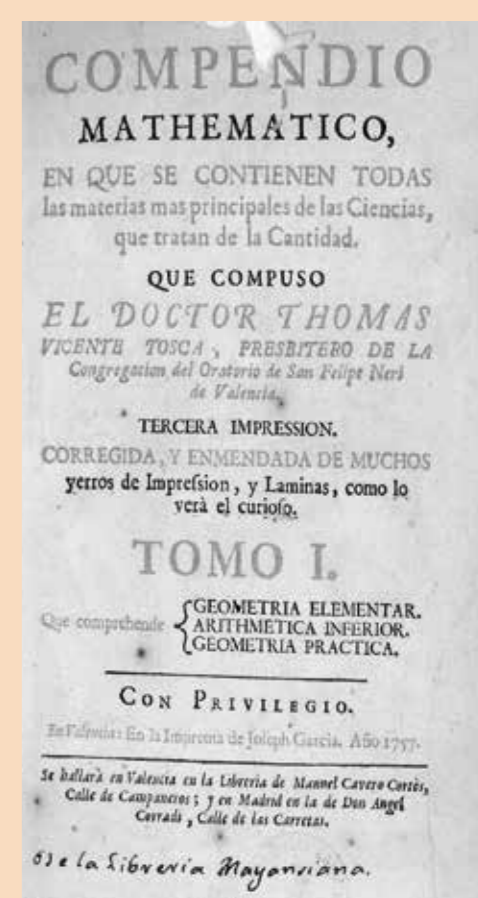 COMPENDIO
MATHEMATICO,
EN QUE SE CONTIENEN TODAS
las materias mas principales de las Ciencias,
que tratan de la Cantidad.
QUE COMPUSO
EL DOCTOR THOMAS
VICENTE TOSCA, PRESBITERO DE LA
Congregation del Oratorio de San Felipe Neri
de Valencia.
TERCERA IMPRESSION.
CORREGIDA, Y ENMENDADA DE MUCHOS
yerros de Impreſsion, y Laminas, como lo
verà el curioſo.
TOMO I.
Que comprehende
GEOMETRIA ELEMENTAR.
ARITHMETICA INFERIOR.
GEOMETRIA PRACTICA.
CON PRIVILEGIO.
En Valencia: En la Imprenta de Joſeph Garcia. Año 1757.
Se hallarà en Valencia en la Libreria de Manuel Cavero Cortès,
Calle de Campaneros; y en Madrid en la de Don Angel
Corradi, Calle de las Carretas.
de la Libreria Mayansiana.